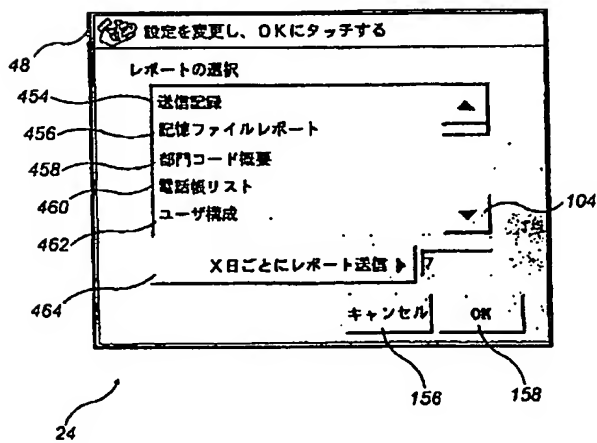 設定を変更し、OKにタッチする
48
レポートの選択
454
送信記録
456
記憶ファイルレポート
458
部門コード概要
460
電話帳リスト
104
462
ユーザ構成
464
X日ごとにレポート送信
7
キャンセル
OK
156
158
24